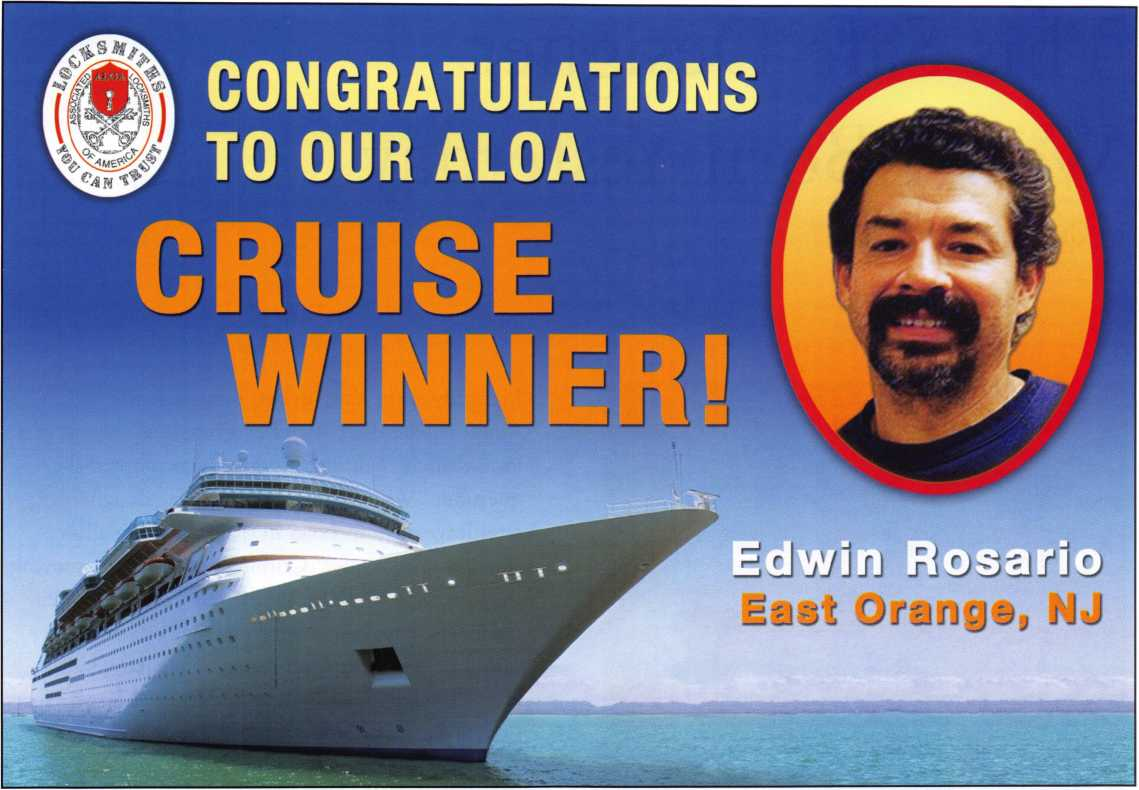 LOCKSMITHS
ALOA
ASSOCIATED LOCKSMITHS
OF AMERICA
YOU CAN TRUST
CONGRATULATIONS
TO OUR ALOA
CRUISE
WINNER!
Edwin Rosario
East Orange, NJ